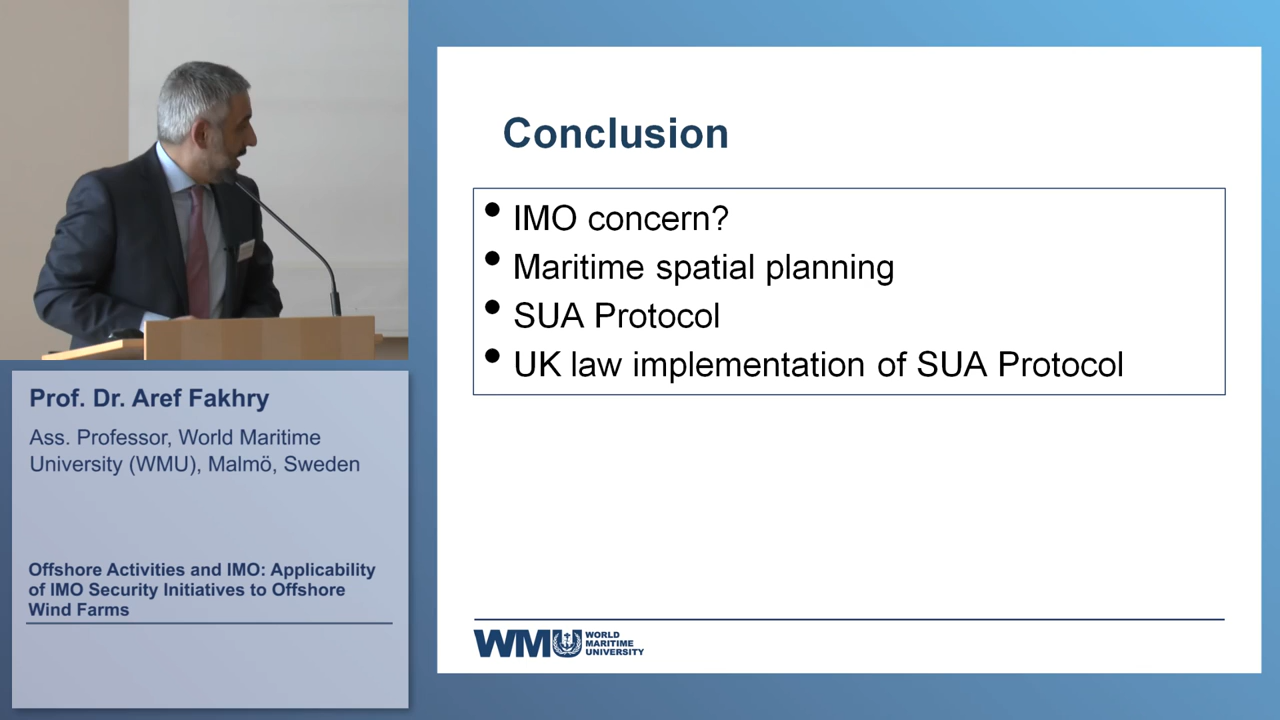 Conclusion
• IMO concern?
• Maritime spatial planning
• SUA Protocol
• UK law implementation of SUA Protocol
Prof. Dr. Aref Fakhry
Ass. Professor, World Maritime
University (WMU), Malmö, Sweden
Offshore Activities and IMO: Applicability
of IMO Security Initiatives to Offshore
Wind Farms
WMU
WORLD
MARITIME
UNIVERSITY